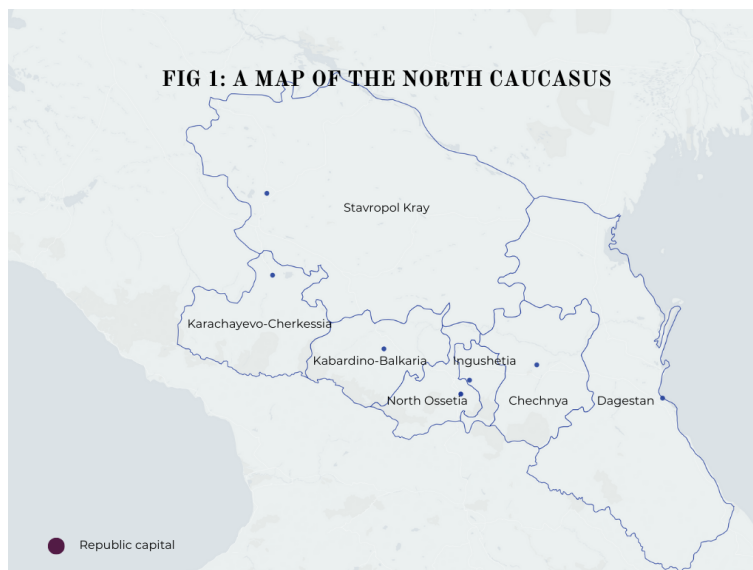 FIG 1: A MAP OF THE NORTH CAUCASUS
Stavropol Kray
Karachayevo-Cherkessia
Kabardino-Balkaria
Ingushetia
North Ossetia
Chechnya
Dagestan
Republic capital